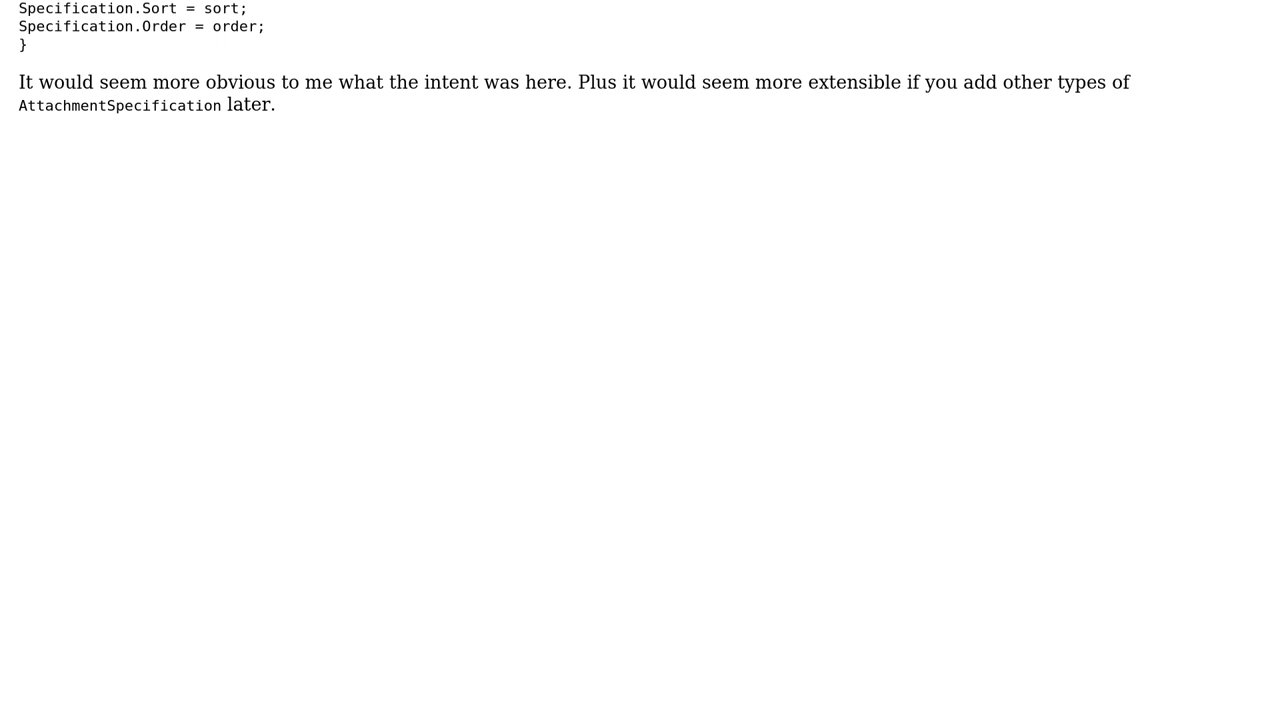 Specification.Sort = sort;
Specification.Order = order;
}
It would seem more obvious to me what the intent was here. Plus it would seem more extensible if you add other types of
AttachmentSpecification later.